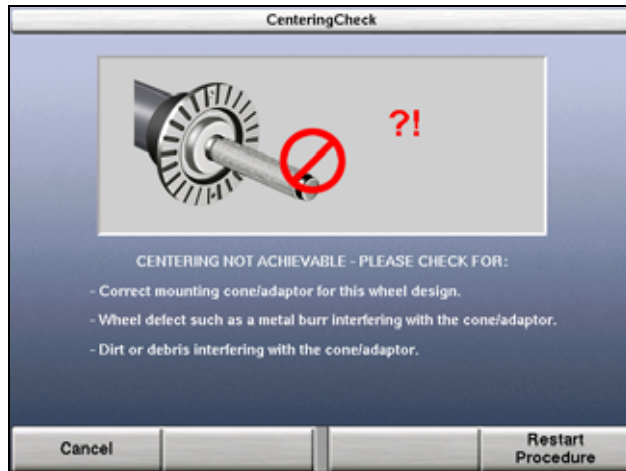 CenteringCheck
?!
CENTERING NOT ACHIEVABLE - PLEASE CHECK FOR:
- Correct mounting cone/adaptor for this wheel design.
- Wheel defect such as a metal burr interfering with the cone/adaptor.
- Dirt or debris interfering with the cone/adaptor.
Cancel
Restart
Procedure